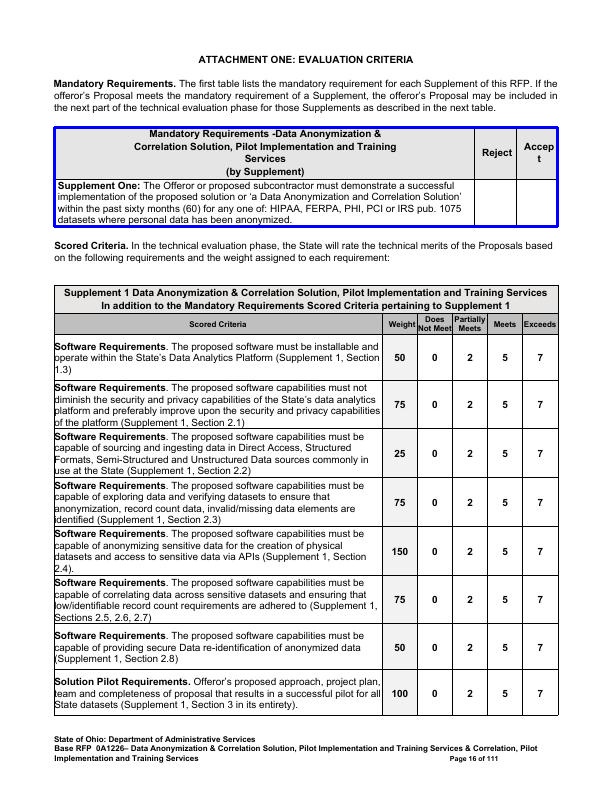 ATTACHMENT ONE: EVALUATION CRITERIA
Mandatory Requirements. The first table lists the mandatory requirement for each Supplement of this RFP. If the
offeror's Proposal meets the mandatory requirement of a Supplement, the offeror's Proposal may be included in
the next part of the technical evaluation phase for those Supplements as described in the next table.
Mandatory Requirements -Data Anonymization &
Correlation Solution, Pilot Implementation and Training
Services
(by Supplement)
Reject
Accep
t
Supplement One: The Offeror or proposed subcontractor must demonstrate a successful
implementation of the proposed solution or 'a Data Anonymization and Correlation Solution'
within the past sixty months (60) for any one of: HIPAA, FERPA, PHI, PCI or IRS pub. 1075
datasets where personal data has been anonymized.
Scored Criteria. In the technical evaluation phase, the State will rate the technical merits of the Proposals based
on the following requirements and the weight assigned to each requirement:
Supplement 1 Data Anonymization & Correlation Solution, Pilot Implementation and Training Services
In addition to the Mandatory Requirements Scored Criteria pertaining to Supplement 1
Scored Criteria Weight Does Not Meet Partially Meets Meets Exceeds
Software Requirements. The proposed software must be installable and
operate within the State's Data Analytics Platform (Supplement 1, Section
1.3)
50 0 2 5 7
Software Requirements. The proposed software capabilities must not
diminish the security and privacy capabilities of the State's data analytics
platform and preferably improve upon the security and privacy capabilities
of the platform (Supplement 1, Section 2.1)
75 0 2 5 7
Software Requirements. The proposed software capabilities must be
capable of sourcing and ingesting data in Direct Access, Structured
Formats, Semi-Structured and Unstructured Data sources commonly in
use at the State (Supplement 1, Section 2.2)
25 0 2 5 7
Software Requirements. The proposed software capabilities must be
capable of exploring data and verifying datasets to ensure that
anonymization, record count data, invalid/missing data elements are
identified (Supplement 1, Section 2.3)
75 0 2 5 7
Software Requirements. The proposed software capabilities must be
capable of anonymizing sensitive data for the creation of physical
datasets and access to sensitive data via APIs (Supplement 1, Section
2.4).
150 0 2 5 7
Software Requirements. The proposed software capabilities must be
capable of correlating data across sensitive datasets and ensuring that
low/identifiable record count requirements are adhered to (Supplement 1,
Sections 2.5, 2.6, 2.7)
75 0 2 5 7
Software Requirements. The proposed software capabilities must be
capable of providing secure Data re-identification of anonymized data
(Supplement 1, Section 2.8)
50 0 2 5 7
Solution Pilot Requirements. Offeror's proposed approach, project plan,
team and completeness of proposal that results in a successful pilot for all
State datasets (Supplement 1, Section 3 in its entirety).
100 0 2 5 7
State of Ohio: Department of Administrative Services
Base RFP 0A1226– Data Anonymization & Correlation Solution, Pilot Implementation and Training Services & Correlation, Pilot
Implementation and Training Services Page 16 of 111